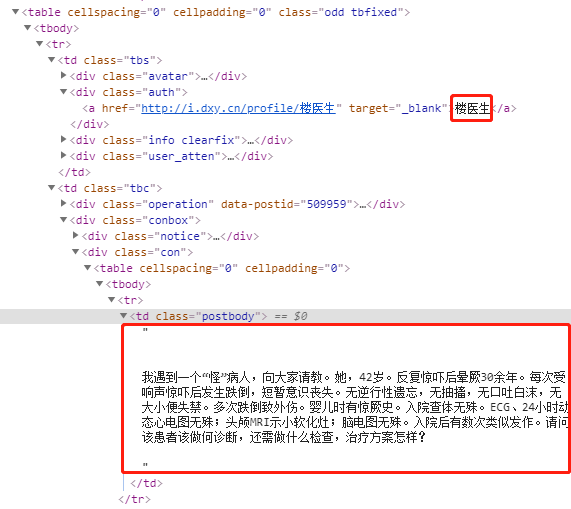 ▼<table cellspacing="0" cellpadding="0" class="odd tbfixed">
▼<tbody>
▼<tr>
▼<td class="tbs">
▶<div class="avatar">…</div>
▼<div class="auth">
<a href="http://i.dxy.cn/profile/楼医生" target="_blank">楼医生</a>
</div>
▶<div class="info clearfix">…</div>
▶<div class="user_atten">…</div>
</td>
▼<td class="tbc">
▶<div class="operation" data-postid="509959">…</div>
▼<div class="conbox">
▶<div class="notice">…</div>
▼<div class="con">
▼<table cellspacing="0" cellpadding="0">
▼<tbody>
▼<tr>
▼<td class="postbody"> == $0
"
我遇到一个“怪”病人，向大家请教。她，42岁。反复惊吓后晕厥30余年。每次受
响声惊吓后发生跌倒，短暂意识丧失。无逆行性遗忘，无抽搐，无口吐白沫，无
大小便失禁。多次跌倒致外伤。婴儿时有惊厥史。入院查体无殊。ECG、24小时动
态心电图无殊；头颅MRI示小软化灶；脑电图无殊。入院后有数次类似发作。请问
该患者该做何诊断，还需做什么检查，治疗方案怎样？
"
</td>
</tr>